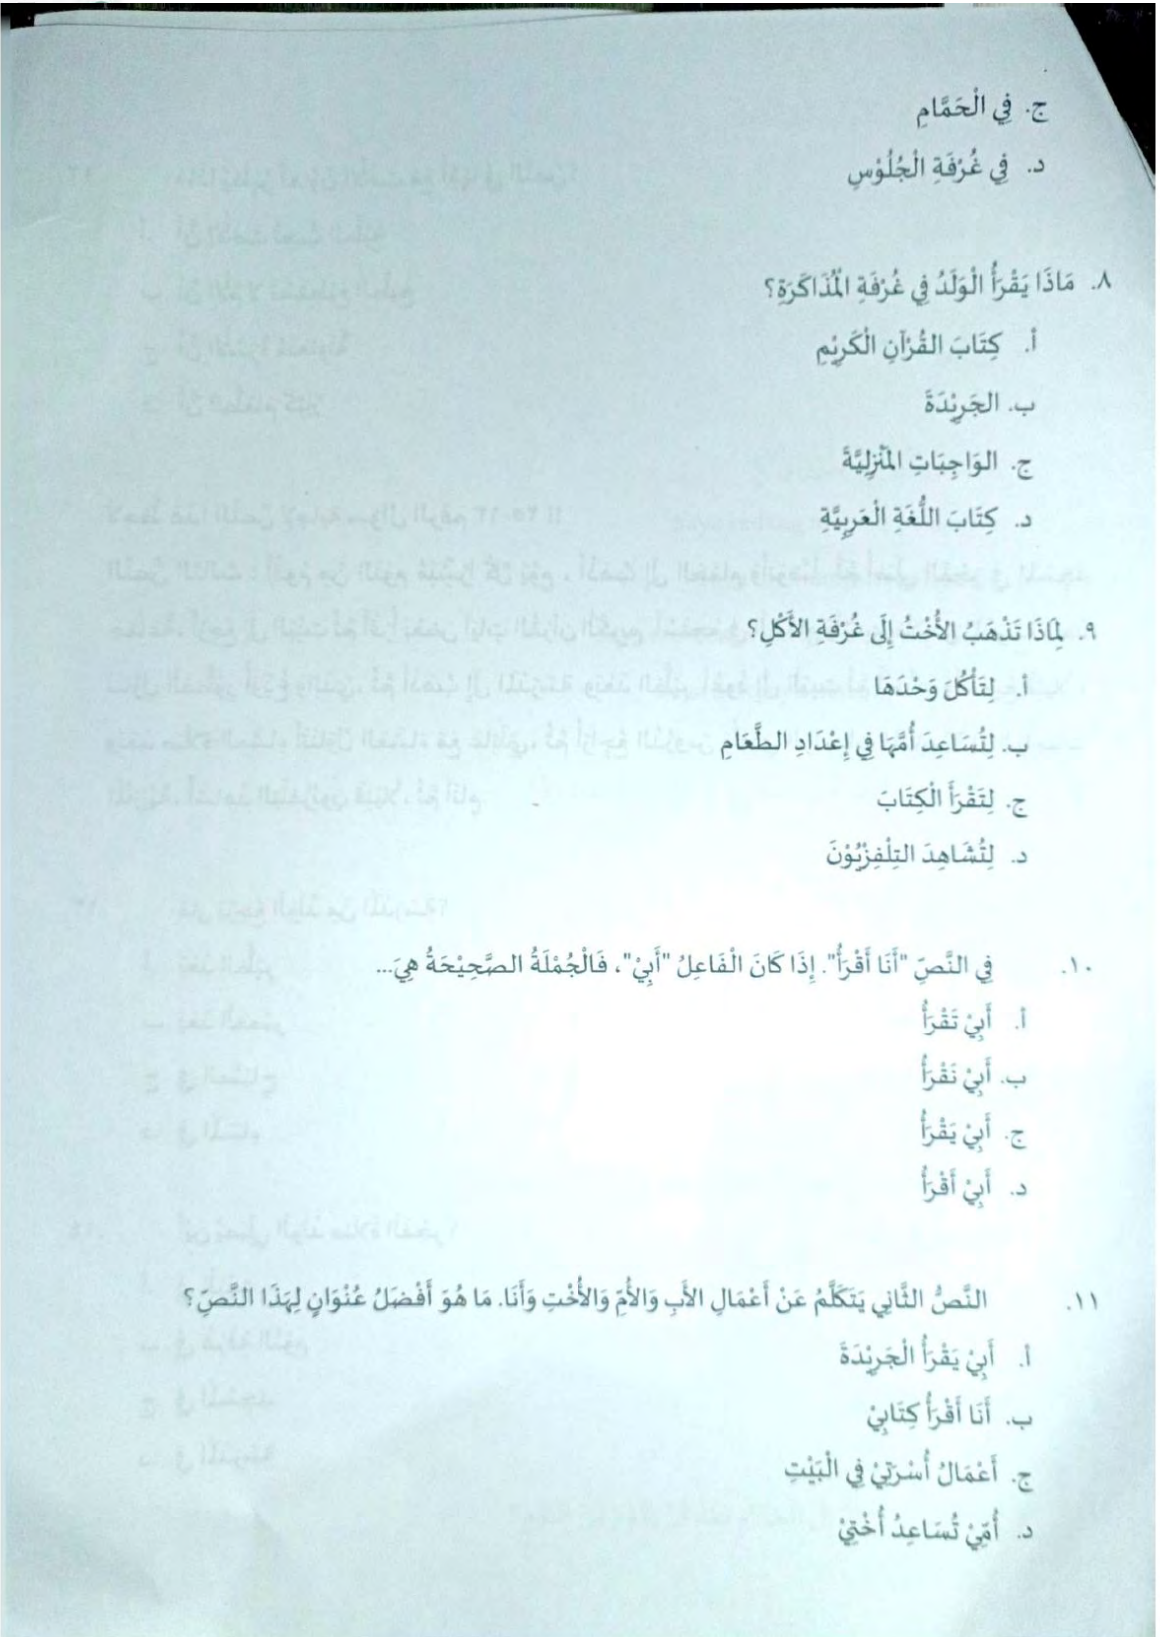 ج. فِي الْحَمَّامِ
د. فِي غُرْفَةِ الْجُلُوْسِ
٨. مَاذَا يَقْرَأُ الْوَلَدُ فِي غُرْفَةِ الْمُذَاكَرَةِ؟
أ. كِتَابَ القُرْآنِ الْكَرِيْمِ
ب. الجَرِيْدَةَ
ج. الوَاجِبَاتِ المَنْزِلِيَّةَ
د. كِتَابَ اللُّغَةِ الْعَرَبِيَّةِ
٩. لِمَاذَا تَذْهَبُ الأُخْتُ إِلَى غُرْفَةِ الأَكْلِ؟
أ. لِتَأْكُلَ وَحْدَهَا
ب. لِتُسَاعِدَ أُمَّهَا فِي إِعْدَادِ الطَّعَامِ
ج. لِتَقْرَأَ الْكِتَابَ
د. لِتُشَاهِدَ التِلْفِزْيُوْنَ
١٠. فِي النَّصِّ "أَنَا أَقْرَأُ". إِذَا كَانَ الْفَاعِلُ "أَبِيْ"، فَالْجُمْلَةُ الصَّحِيْحَةُ هِيَ...
أ. أَبِيْ تَقْرَأُ
ب. أَبِيْ نَقْرَأُ
ج. أَبِيْ يَقْرَأُ
د. أَبِيْ أَقْرَأُ
١١. النَّصُّ الثَّانِي يَتَكَلَّمُ عَنْ أَعْمَالِ الأَبِ وَالأُمِّ وَالأُخْتِ وَأَنَا. مَا هُوَ أَفْضَلُ عُنْوَانٍ لِهَذَا النَّصِّ؟
أ. أَبِيْ يَقْرَأُ الْجَرِيْدَةَ
ب. أَنَا أَقْرَأُ كِتَابِيْ
ج. أَعْمَالُ أُسْرَتِيْ فِي الْبَيْتِ
د. أُمِّيْ تُسَاعِدُ أُخْتِيْ